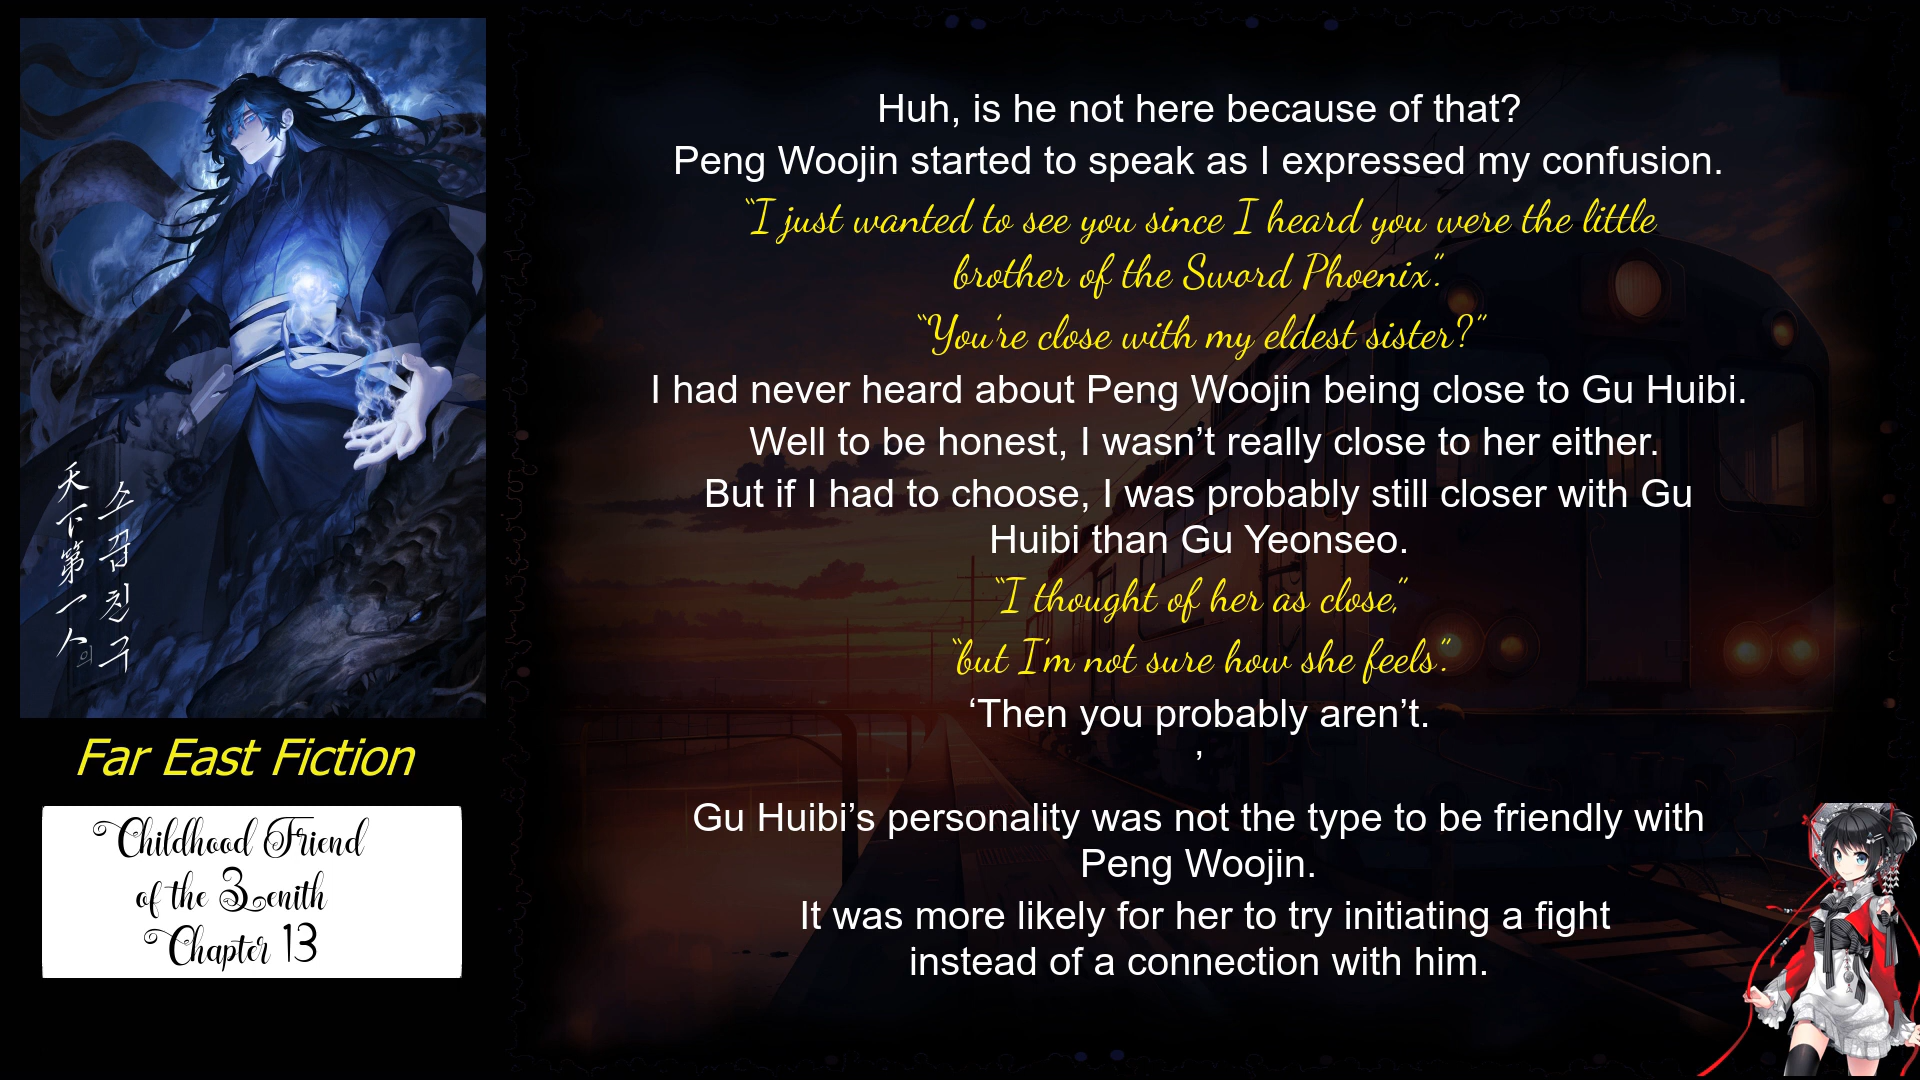 天下第一人의
소꿉친구
Far East Fiction
Childhood Friend
of the Zenith
Chapter 13
Huh, is he not here because of that?
Peng Woojin started to speak as I expressed my confusion.
“I just wanted to see you since I heard you were the little
brother of the Sword Phoenix”.
“You’re close with my eldest sister?”
I had never heard about Peng Woojin being close to Gu Huibi.
Well to be honest, I wasn’t really close to her either.
But if I had to choose, I was probably still closer with Gu
Huibi than Gu Yeonseo.
“I thought of her as close,”
“but I’m not sure how she feels”.
‘Then you probably aren’t.
’
Gu Huibi’s personality was not the type to be friendly with
Peng Woojin.
It was more likely for her to try initiating a fight
instead of a connection with him.